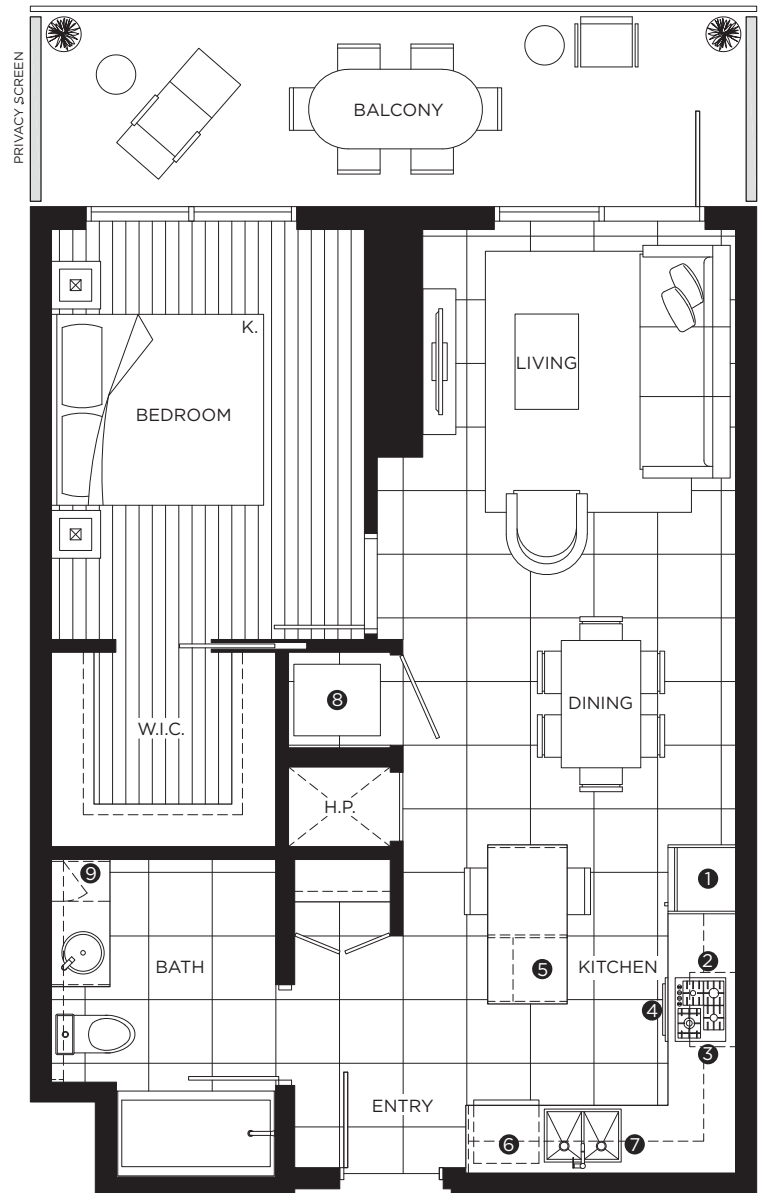 PRIVACY SCREEN
BALCONY
K.
LIVING
BEDROOM
8
DINING
W.I.C.
H.P.
9
1
BATH
5
KITCHEN
2
4
3
ENTRY
6
7